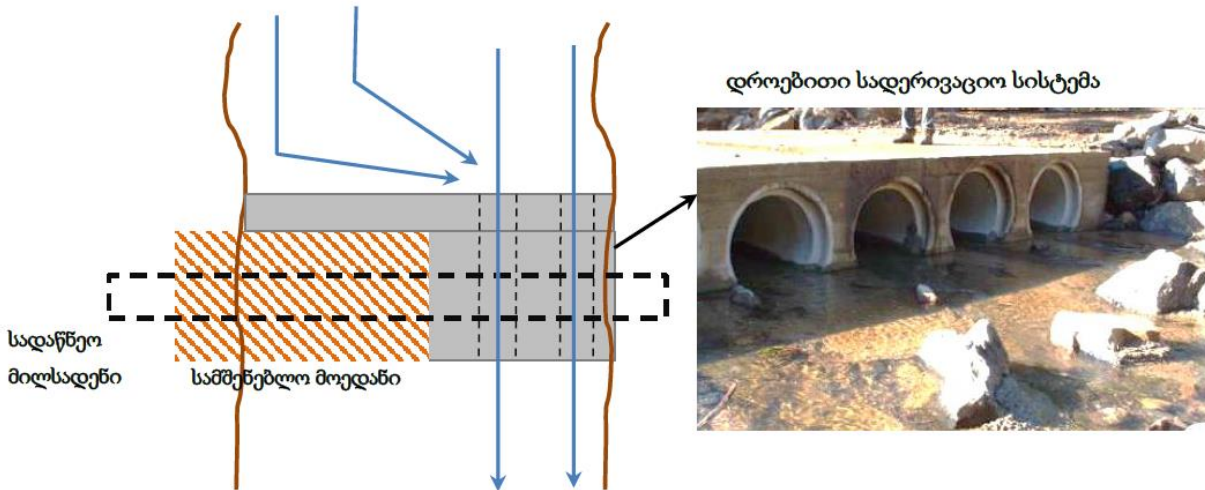 დროებითი სადერივაციო სისტემა
სადაწნეო
მილსადენი
სამშენებლო მოედანი